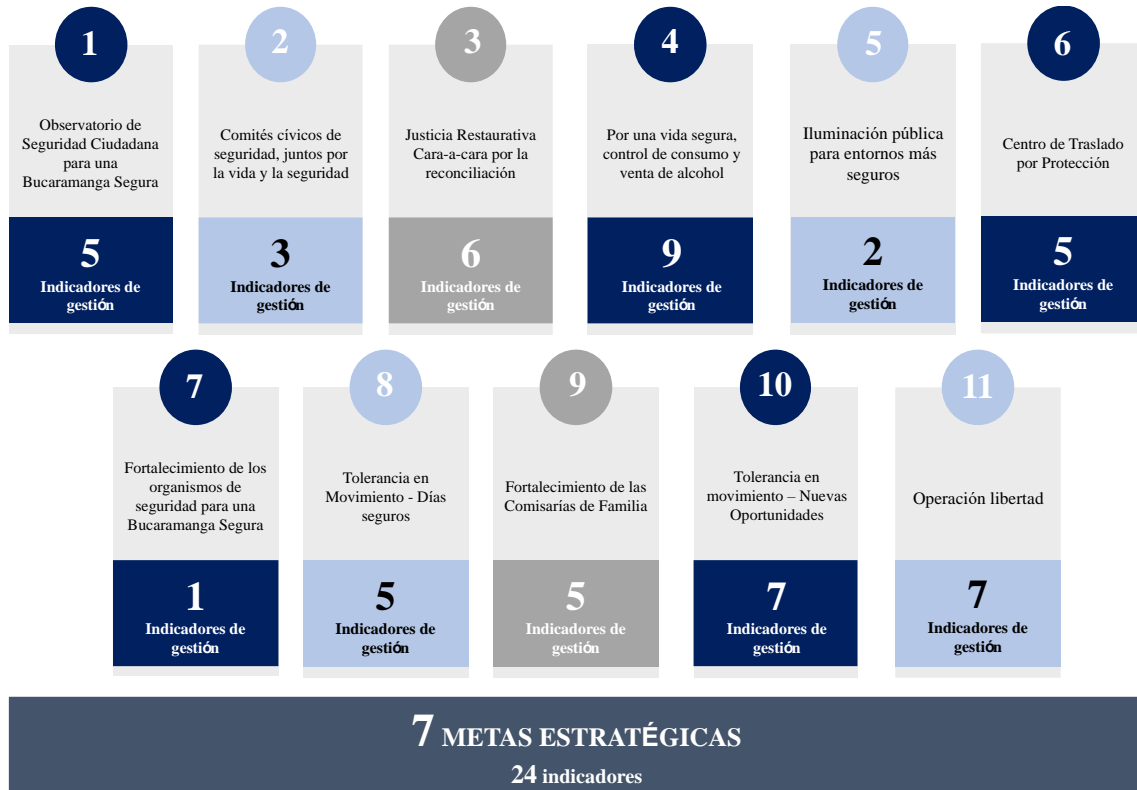 1
Observatorio de
Seguridad Ciudadana
para una
Bucaramanga Segura
5
Indicadores de
gestión
2
Comités cívicos de
seguridad, juntos por
la vida y la seguridad
3
Indicadores de
gestión
3
Justicia Restaurativa
Cara-a-cara por la
reconciliación
6
Indicadores de
gestión
4
Por una vida segura,
control de consumo y
venta de alcohol
9
Indicadores de
gestión
5
Iluminación pública
para entornos más
seguros
2
Indicadores de
gestión
6
Centro de Traslado
por Protección
5
Indicadores de
gestión
7
Fortalecimiento de los
organismos de
seguridad para una
Bucaramanga Segura
1
Indicadores de
gestión
8
Tolerancia en
Movimiento - Días
seguros
5
Indicadores de
gestión
9
Fortalecimiento de las
Comisarías de Familia
5
Indicadores de
gestión
10
Tolerancia en
movimiento – Nuevas
Oportunidades
7
Indicadores de
gestión
11
Operación libertad
7
Indicadores de
gestión
7 METAS ESTRATÉGICAS
24 indicadores